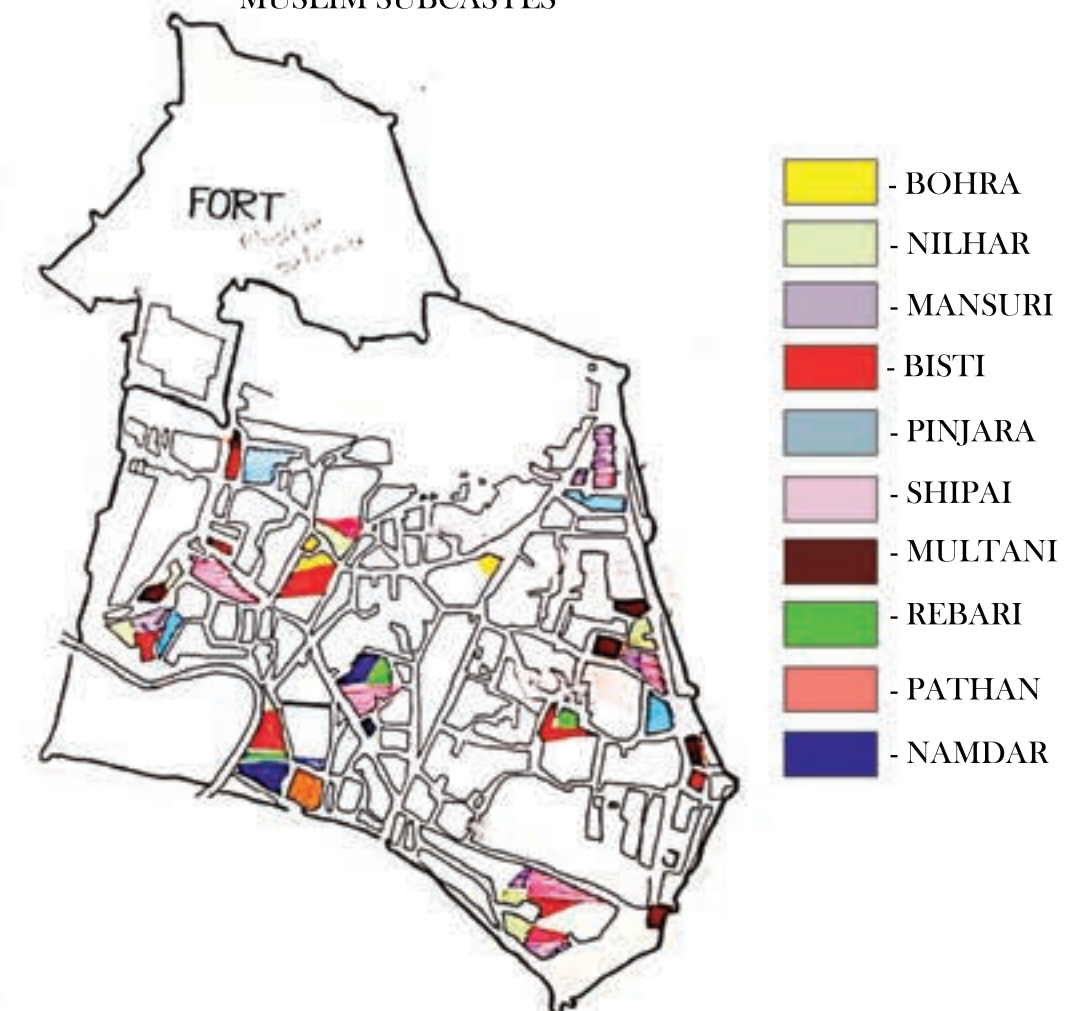 MUSLIM SUBCASTES
FORT
- BOHRA
- NILHAR
- MANSURI
- BISTI
- PINJARA
- SHIPAI
- MULTANI
- REBARI
- PATHAN
- NAMDAR